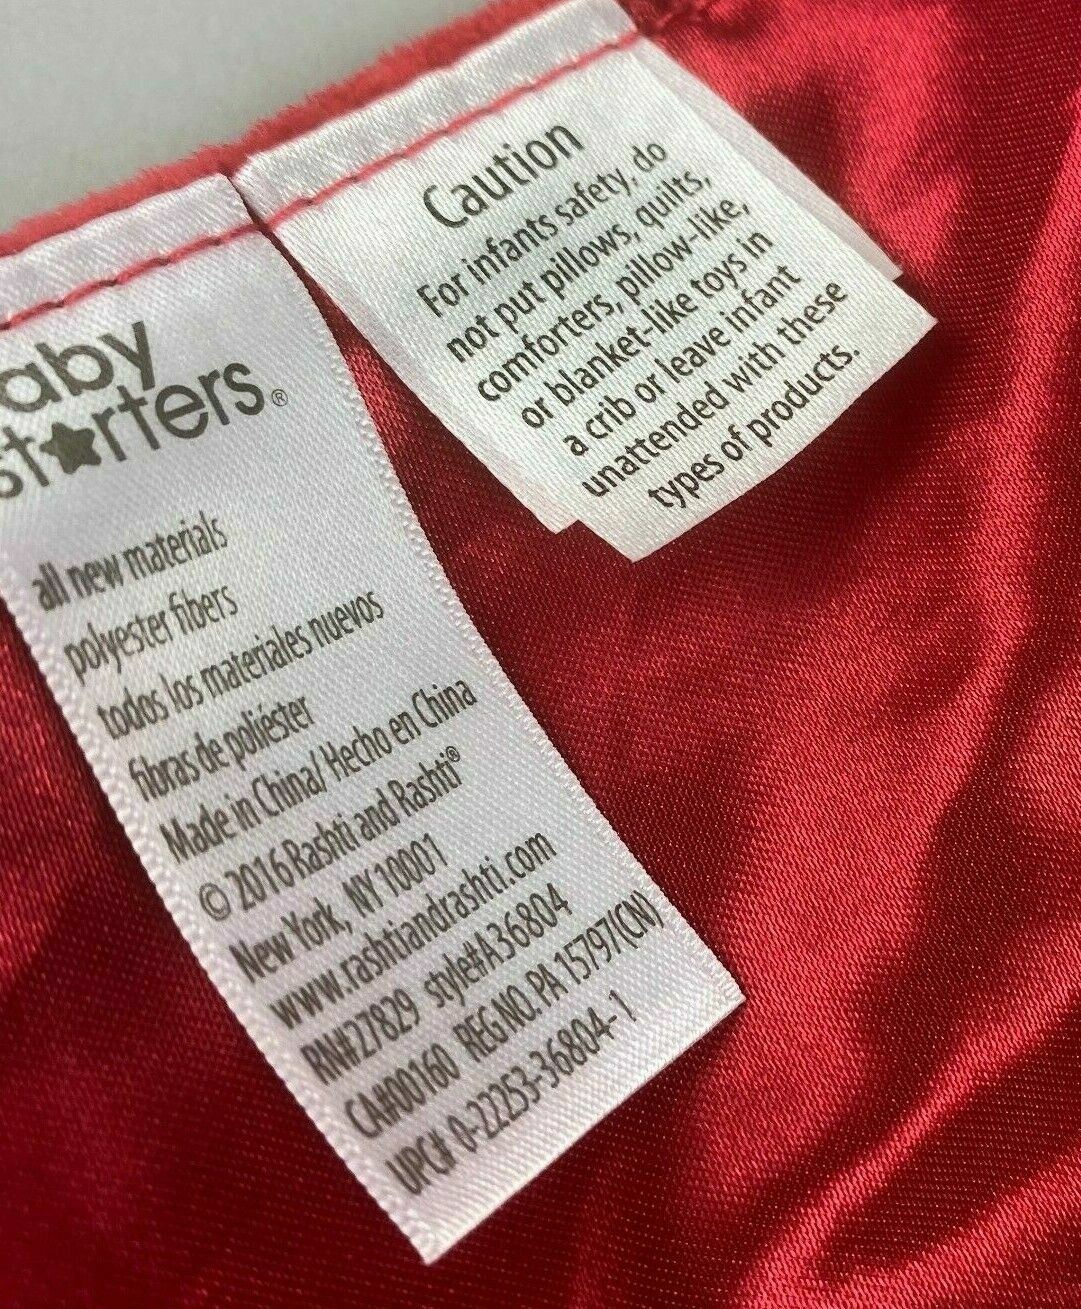 aby
st★rters®
all new materials
polyester fibers
todos los materiales nuevos
fibras de poliéster
Made in China/ Hecho en China
© 2016 Rashti and Rashti®
New York, NY 10001
www.rashtiandrashti.com
RN#27829 style#A36804
CA#00160 REG NO. PA 15797(CN)
UPC# 0-22253-36804-1
Caution
For infants safety, do
not put pillows, quilts,
comforters, pillow-like,
or blanket-like toys in
a crib or leave infant
unattended with these
types of products.